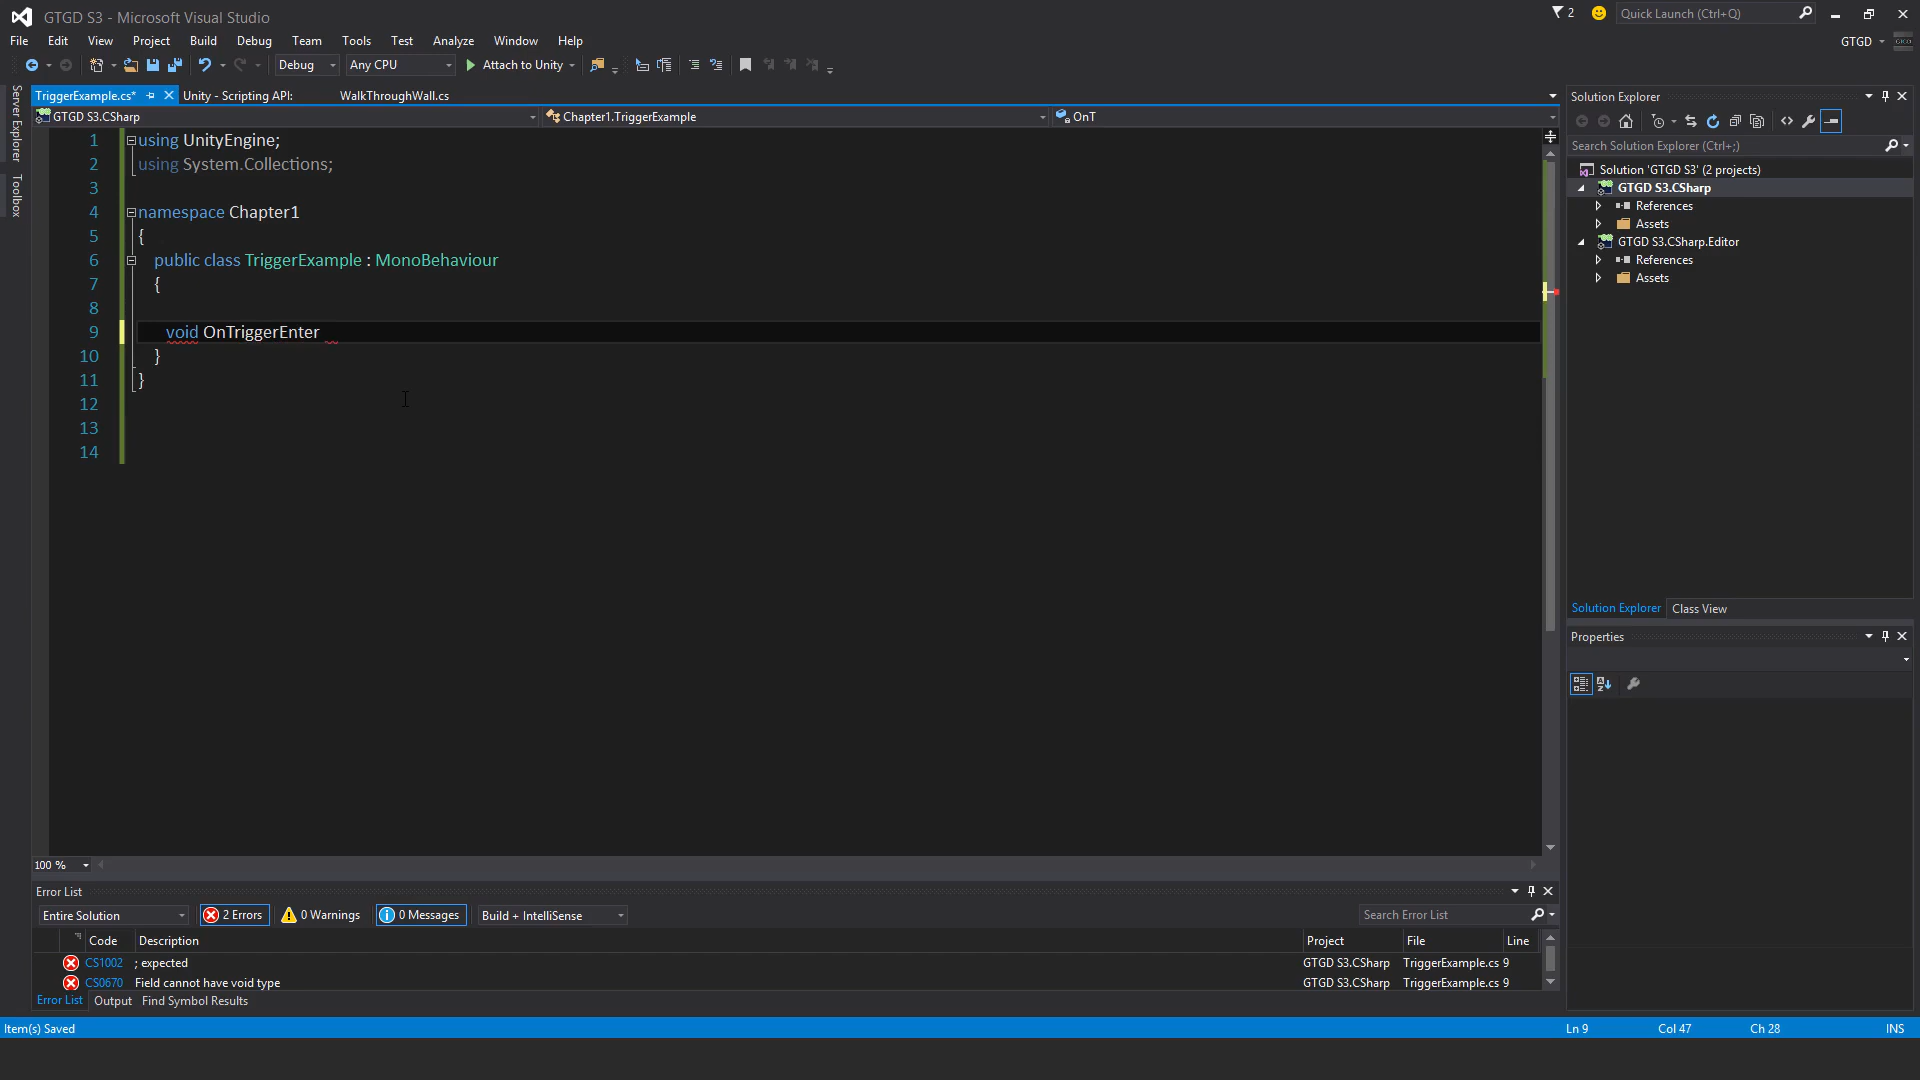 GTGD S3 - Microsoft Visual Studio
2
Quick Launch (Ctrl+Q)
File Edit View Project Build Debug Team Tools Test Analyze Window Help
GTGD
Debug Any CPU Attach to Unity
TriggerExample.cs* Unity - Scripting API: WalkThroughWall.cs
GTGD S3.CSharp Chapter1.TriggerExample OnT
Server Explorer
Toolbox
1 using UnityEngine;
2 using System.Collections;
3
4 namespace Chapter1
5 {
6 public class TriggerExample : MonoBehaviour
7 {
8
9 void OnTriggerEnter
10 }
11 }
12
13
14
100 %
Solution Explorer
Search Solution Explorer (Ctrl+;)
Solution 'GTGD S3' (2 projects)
GTGD S3.CSharp
References
Assets
GTGD S3.CSharp.Editor
References
Assets
Solution Explorer Class View
Properties
Error List
Entire Solution 2 Errors 0 Warnings 0 Messages Build + IntelliSense Search Error List
Code Description Project File Line
CS1002 ; expected GTGD S3.CSharp TriggerExample.cs 9
CS0670 Field cannot have void type GTGD S3.CSharp TriggerExample.cs 9
Error List Output Find Symbol Results
Item(s) Saved Ln 9 Col 47 Ch 28 INS